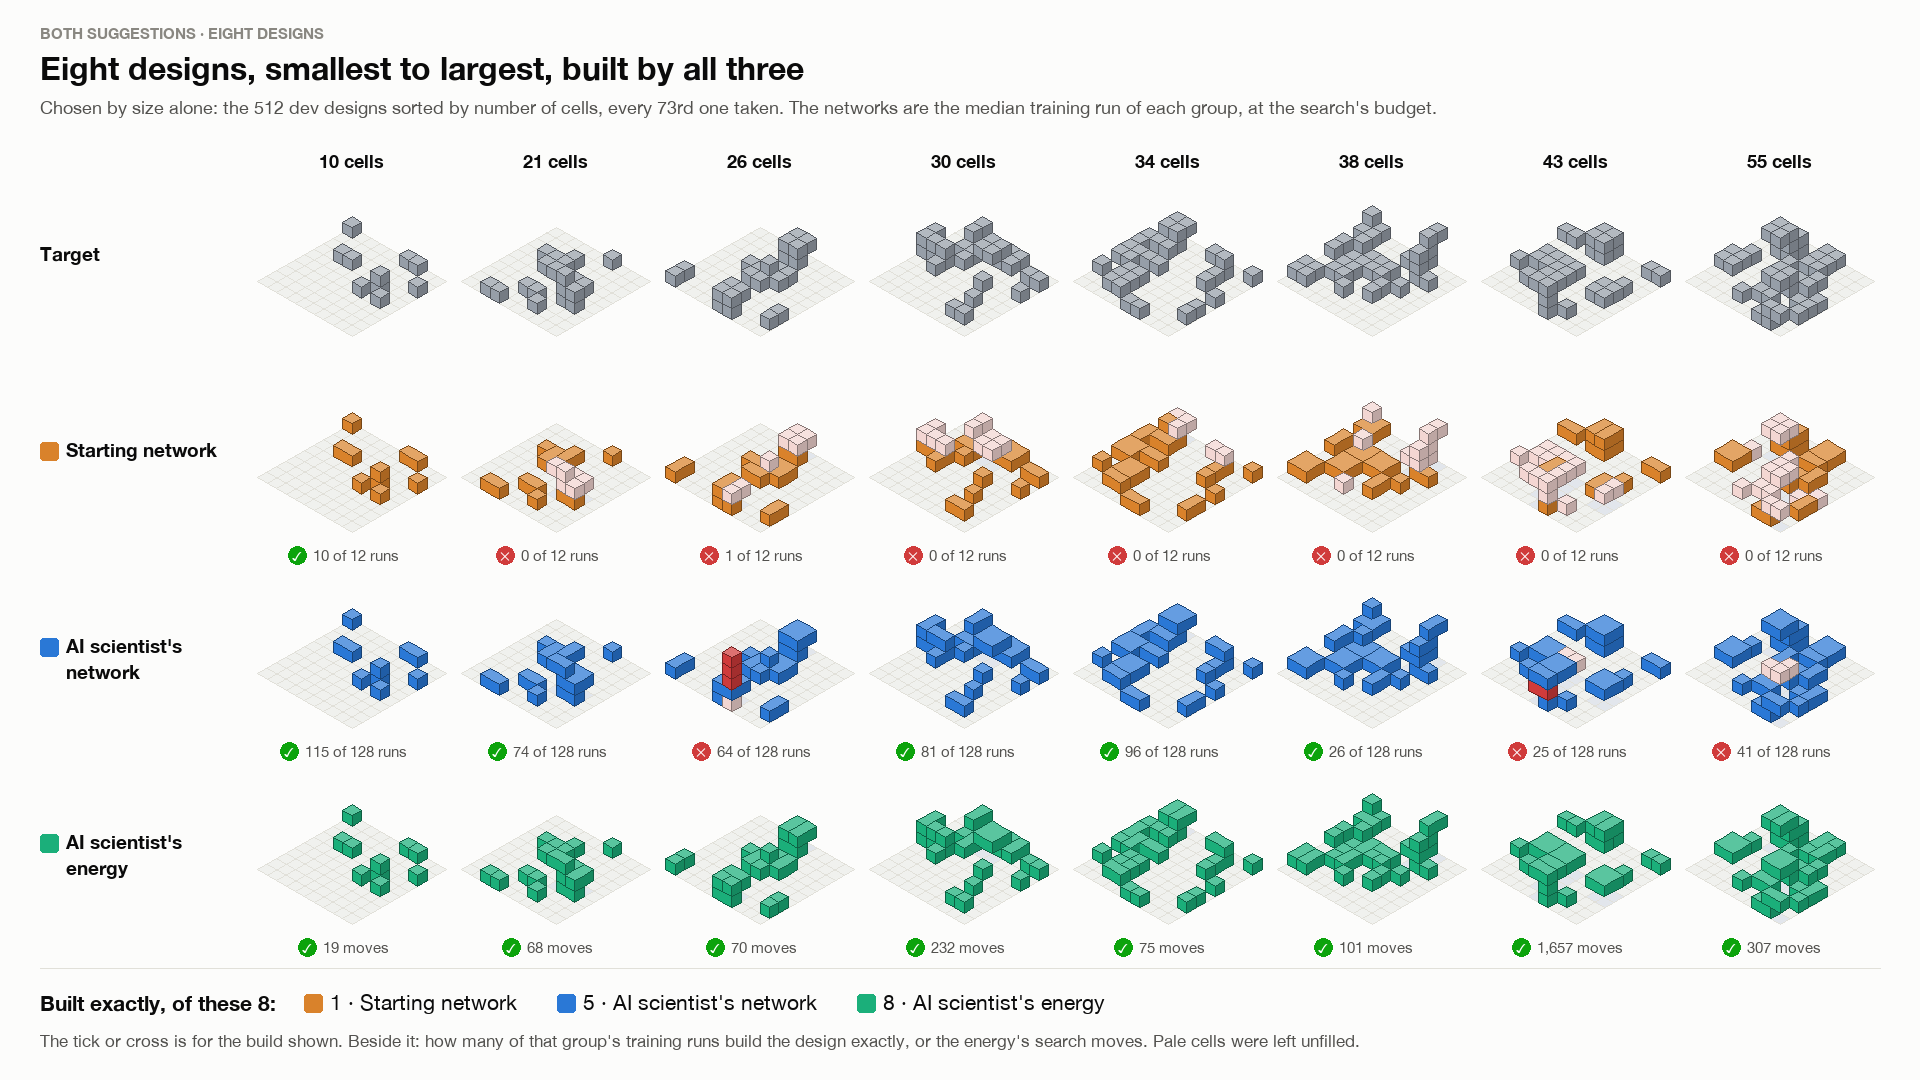 BOTH SUGGESTIONS · EIGHT DESIGNS
Eight designs, smallest to largest, built by all three
Chosen by size alone: the 512 dev designs sorted by number of cells, every 73rd one taken. The networks are the median training run of each group, at the search's budget.
10 cells 21 cells 26 cells 30 cells 34 cells 38 cells 43 cells 55 cells
Target
Starting network
10 of 12 runs 0 of 12 runs 1 of 12 runs 0 of 12 runs 0 of 12 runs 0 of 12 runs 0 of 12 runs 0 of 12 runs
AI scientist's
network
115 of 128 runs 74 of 128 runs 64 of 128 runs 81 of 128 runs 96 of 128 runs 26 of 128 runs 25 of 128 runs 41 of 128 runs
AI scientist's
energy
19 moves 68 moves 70 moves 232 moves 75 moves 101 moves 1,657 moves 307 moves
Built exactly, of these 8: 1 · Starting network 5 · AI scientist's network 8 · AI scientist's energy
The tick or cross is for the build shown. Beside it: how many of that group's training runs build the design exactly, or the energy's search moves. Pale cells were left unfilled.